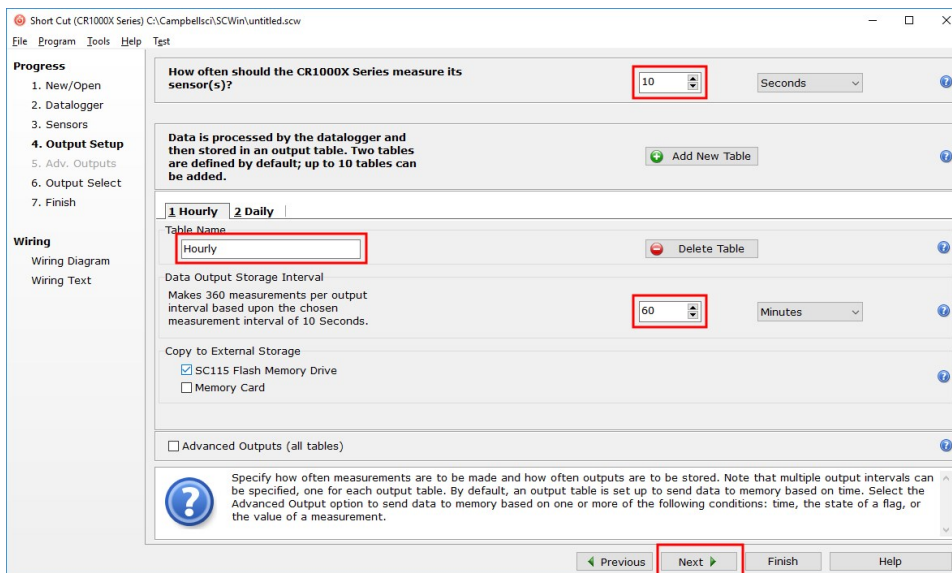 Short Cut (CR1000X Series) C:\Campbellsci\SCWin\untitled.scw
File Program Tools Help Test
Progress
1. New/Open
2. Datalogger
3. Sensors
4. Output Setup
5. Adv. Outputs
6. Output Select
7. Finish
Wiring
Wiring Diagram
Wiring Text
How often should the CR1000X Series measure its
sensor(s)?
10
Seconds
Data is processed by the datalogger and
then stored in an output table. Two tables
are defined by default; up to 10 tables can
be added.
Add New Table
1 Hourly 2 Daily
Table Name
Hourly
Delete Table
Data Output Storage Interval
Makes 360 measurements per output
interval based upon the chosen
measurement interval of 10 Seconds.
60
Minutes
Copy to External Storage
SC115 Flash Memory Drive
Memory Card
Advanced Outputs (all tables)
Specify how often measurements are to be made and how often outputs are to be stored. Note that multiple output intervals can
be specified, one for each output table. By default, an output table is set up to send data to memory based on time. Select the
Advanced Output option to send data to memory based on one or more of the following conditions: time, the state of a flag, or
the value of a measurement.
Previous Next Finish Help